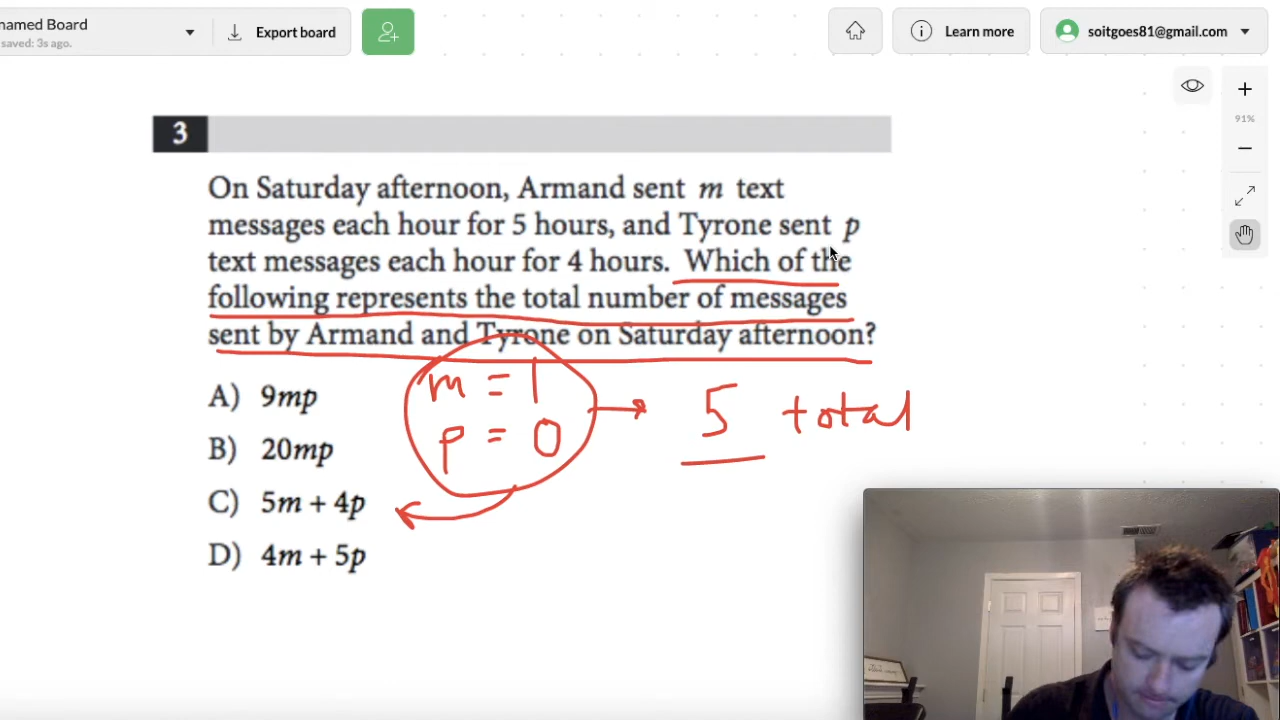 named Board
saved: 3s ago.
Export board
Learn more
soitgoes81@gmail.com
91%
3
On Saturday afternoon, Armand sent m text
messages each hour for 5 hours, and Tyrone sent p
text messages each hour for 4 hours. Which of the
following represents the total number of messages
sent by Armand and Tyrone on Saturday afternoon?
A) 9mp
B) 20mp
C) 5m + 4p
D) 4m + 5p
m = 1
p = 0
5 total